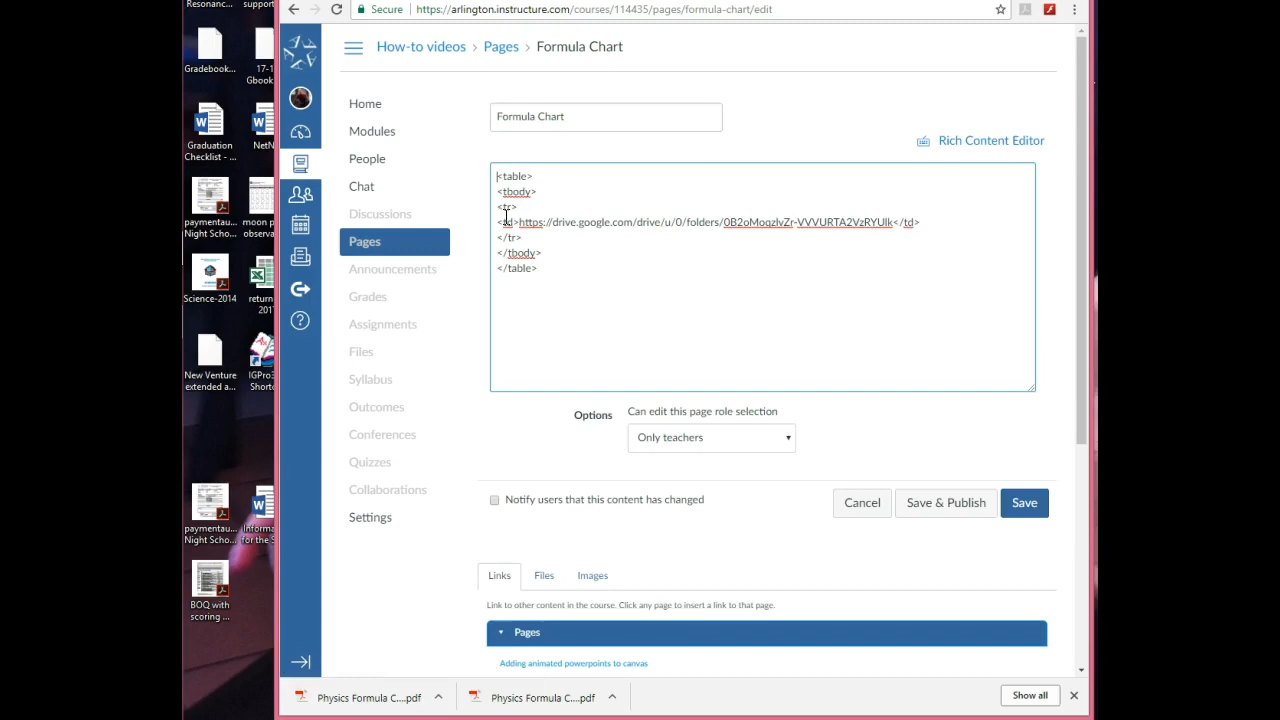 Resonanc...
support
Secure
https://arlington.instructure.com/courses/114435/pages/formula-chart/edit
How-to videos › Pages › Formula Chart
Gradebook...
17-1
Gbook
Home
Formula Chart
Modules
Rich Content Editor
Graduation
Checklist - ...
NetN
People
<table>
Chat
<tbody>
<tr>
Discussions
<td>https://drive.google.com/drive/u/0/folders/0B2oMoqzlvZr-VVVURTA2VzRYUlk</td>
paymentau...
Night Scho...
moon p
observa
Pages
</tr>
</tbody>
Announcements
</table>
Grades
Science-2014
return
2017
Assignments
Files
New Venture
extended a...
IGPro3
Shorto
Syllabus
Outcomes
Options
Can edit this page role selection
Conferences
Only teachers
Quizzes
Collaborations
Notify users that this content has changed
Cancel
Save & Publish
Save
Settings
paymentau...
Night Scho...
Informa
for the S
Links
Files
Images
BOQ with
scoring ...
Link to other content in the course. Click any page to insert a link to that page.
Pages
Adding animated powerpoints to canvas
Physics Formula C....pdf
Physics Formula C....pdf
Show all